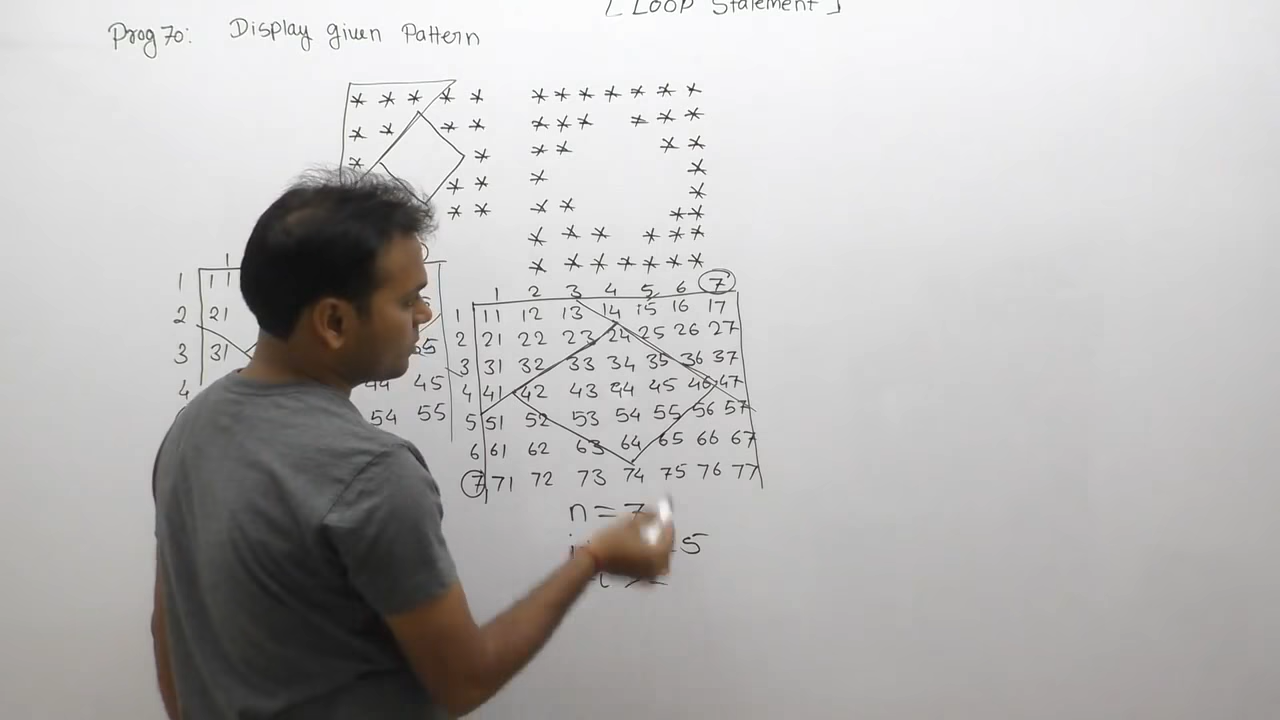 [ Loop Statement ]
Prog 70: Display given Pattern
* * * * * * * * * * * *
* * * * * * * * * *
* * * * * *
* * * *
* * *
* * * * * *
* * * * * *
* * * * * *
1 1 2 3 4 5 6 7
1 11 1 11 12 13 14 15 16 17
2 21 2 21 22 23 24 25 26 27
3 31 35 3 31 32 33 34 35 36 37
4 44 45 4 41 42 43 44 45 46 47
54 55 5 51 52 53 54 55 56 57
6 61 62 63 64 65 66 67
7 71 72 73 74 75 76 77
n = 7
5